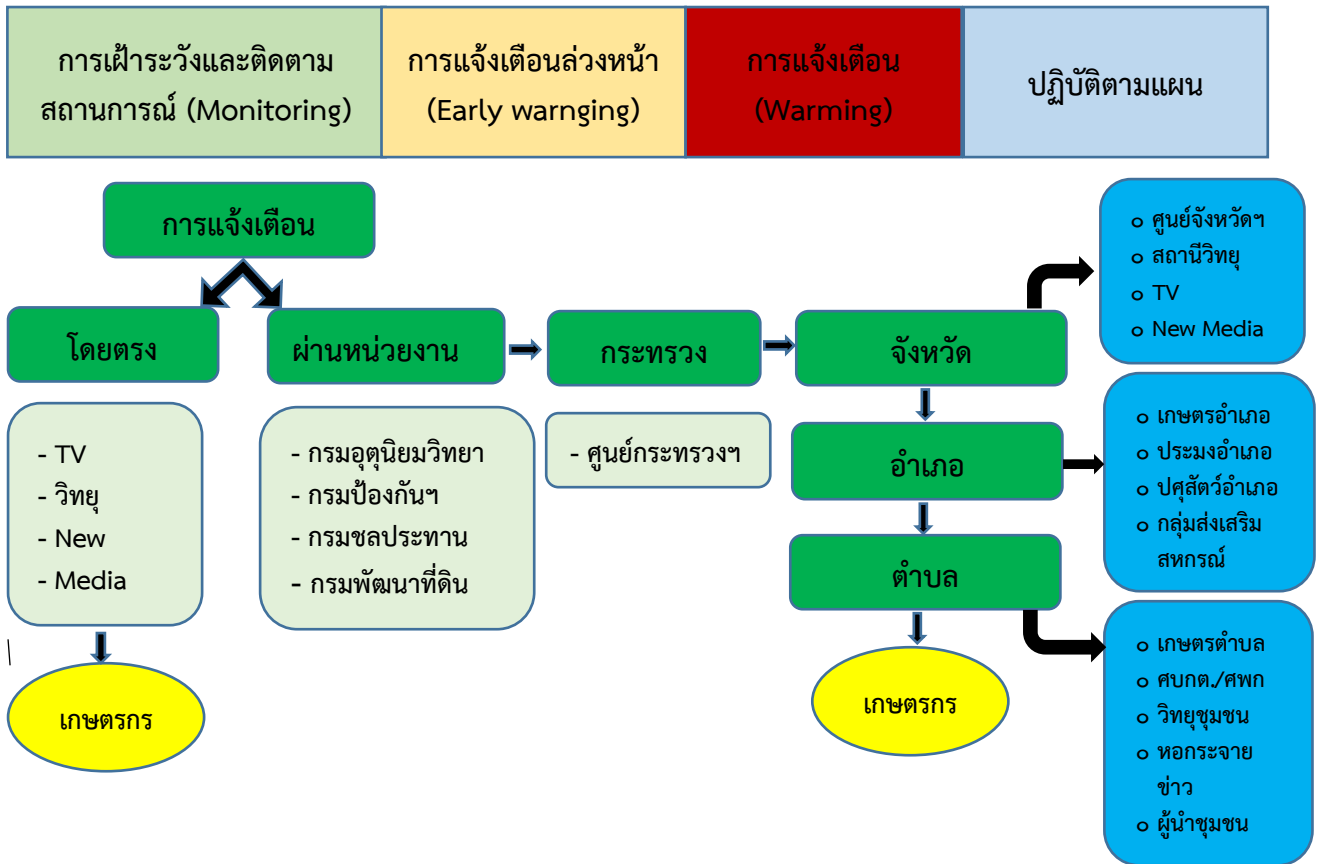 การเฝ้าระวังและติดตาม
สถานการณ์ (Monitoring)
การแจ้งเตือนล่วงหน้า
(Early warnging)
การแจ้งเตือน
(Warming)
ปฏิบัติตามแผน
การแจ้งเตือน
โดยตรง
ผ่านหน่วยงาน
กระทรวง
จังหวัด
o ศูนย์จังหวัดฯ
o สถานีวิทยุ
o TV
o New Media
- TV
- วิทยุ
- New
- Media
- กรมอุตุนิยมวิทยา
- กรมป้องกันฯ
- กรมชลประทาน
- กรมพัฒนาที่ดิน
- ศูนย์กระทรวงฯ
อำเภอ
o เกษตรอำเภอ
o ประมงอำเภอ
o ปศุสัตว์อำเภอ
o กลุ่มส่งเสริม
สหกรณ์
ตำบล
เกษตรกร
เกษตรกร
o เกษตรตำบล
o ศบกต./ศพก
o วิทยุชุมชน
o หอกระจาย
ข่าว
o ผู้นำชุมชน